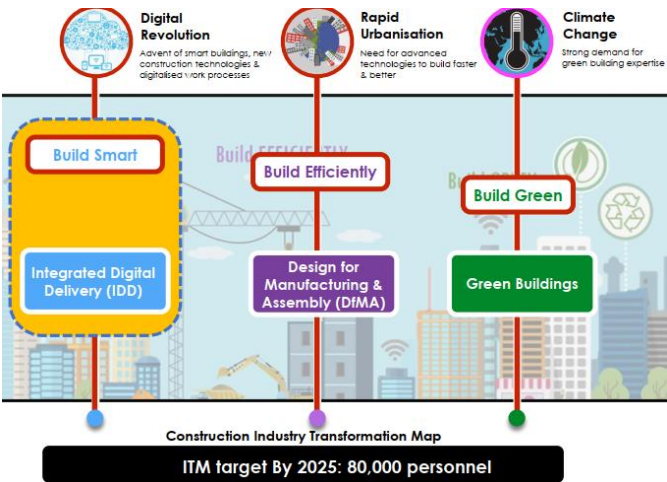 Digital
Revolution
Advent of smart buildings, new
construction technologies &
digitalised work processes
Rapid
Urbanisation
Need for advanced
technologies to build faster
& better
Climate
Change
Strong demand for
green building expertise
Build Smart
Build EFFICIENTLY
Build Efficiently
Build Green
Integrated Digital
Delivery (IDD)
Design for
Manufacturing &
Assembly (DfMA)
Green Buildings
Construction Industry Transformation Map
ITM target By 2025: 80,000 personnel